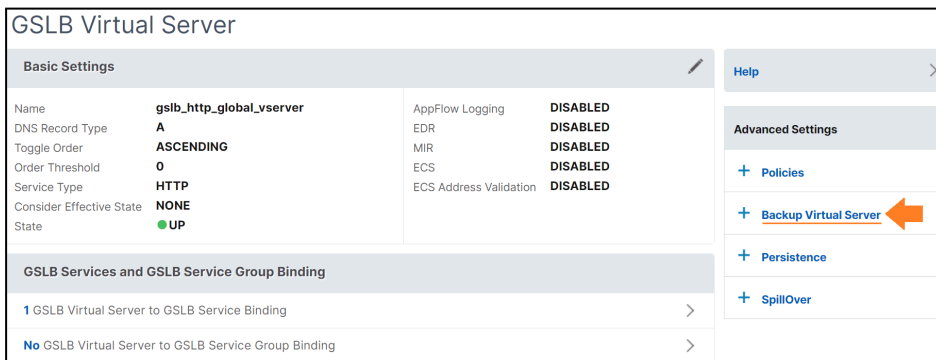 GSLB Virtual Server
Basic Settings
Name gslb_http_global_vserver
DNS Record Type A
Toggle Order ASCENDING
Order Threshold 0
Service Type HTTP
Consider Effective State NONE
State UP
AppFlow Logging DISABLED
EDR DISABLED
MIR DISABLED
ECS DISABLED
ECS Address Validation DISABLED
GSLB Services and GSLB Service Group Binding
1 GSLB Virtual Server to GSLB Service Binding
No GSLB Virtual Server to GSLB Service Group Binding
Help
Advanced Settings
+ Policies
+ Backup Virtual Server
+ Persistence
+ SpillOver